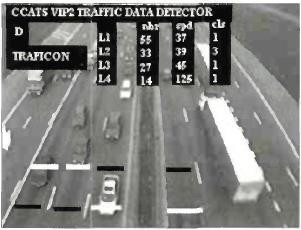 CCATS VIP2 TRAFFIC DATA DETECTOR
D nbr spd cls
L1 55 37 1
TRAFICON L2 33 39 3
L3 27 45 1
L4 14 125 1